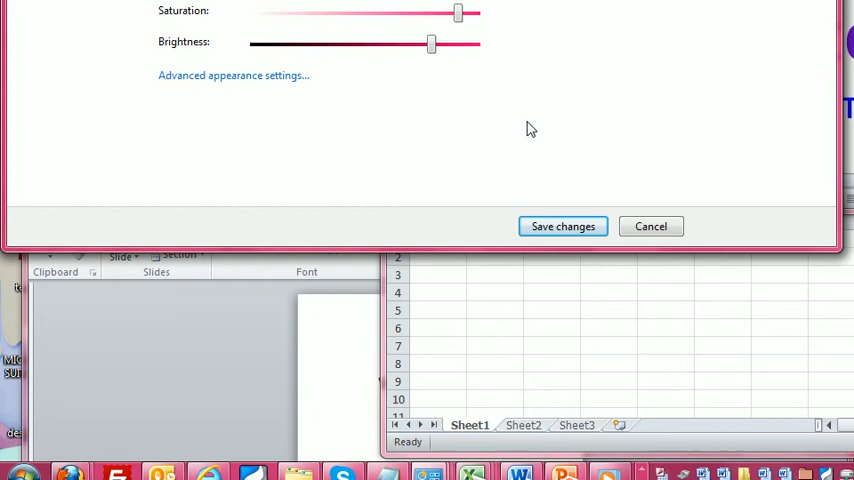 Saturation:
Brightness:
Advanced appearance settings...
Save changes Cancel
Slide Section
Clipboard Slides Font
2
3
4
5
6
7
8
9
10
11
Sheet1 Sheet2 Sheet3
Ready